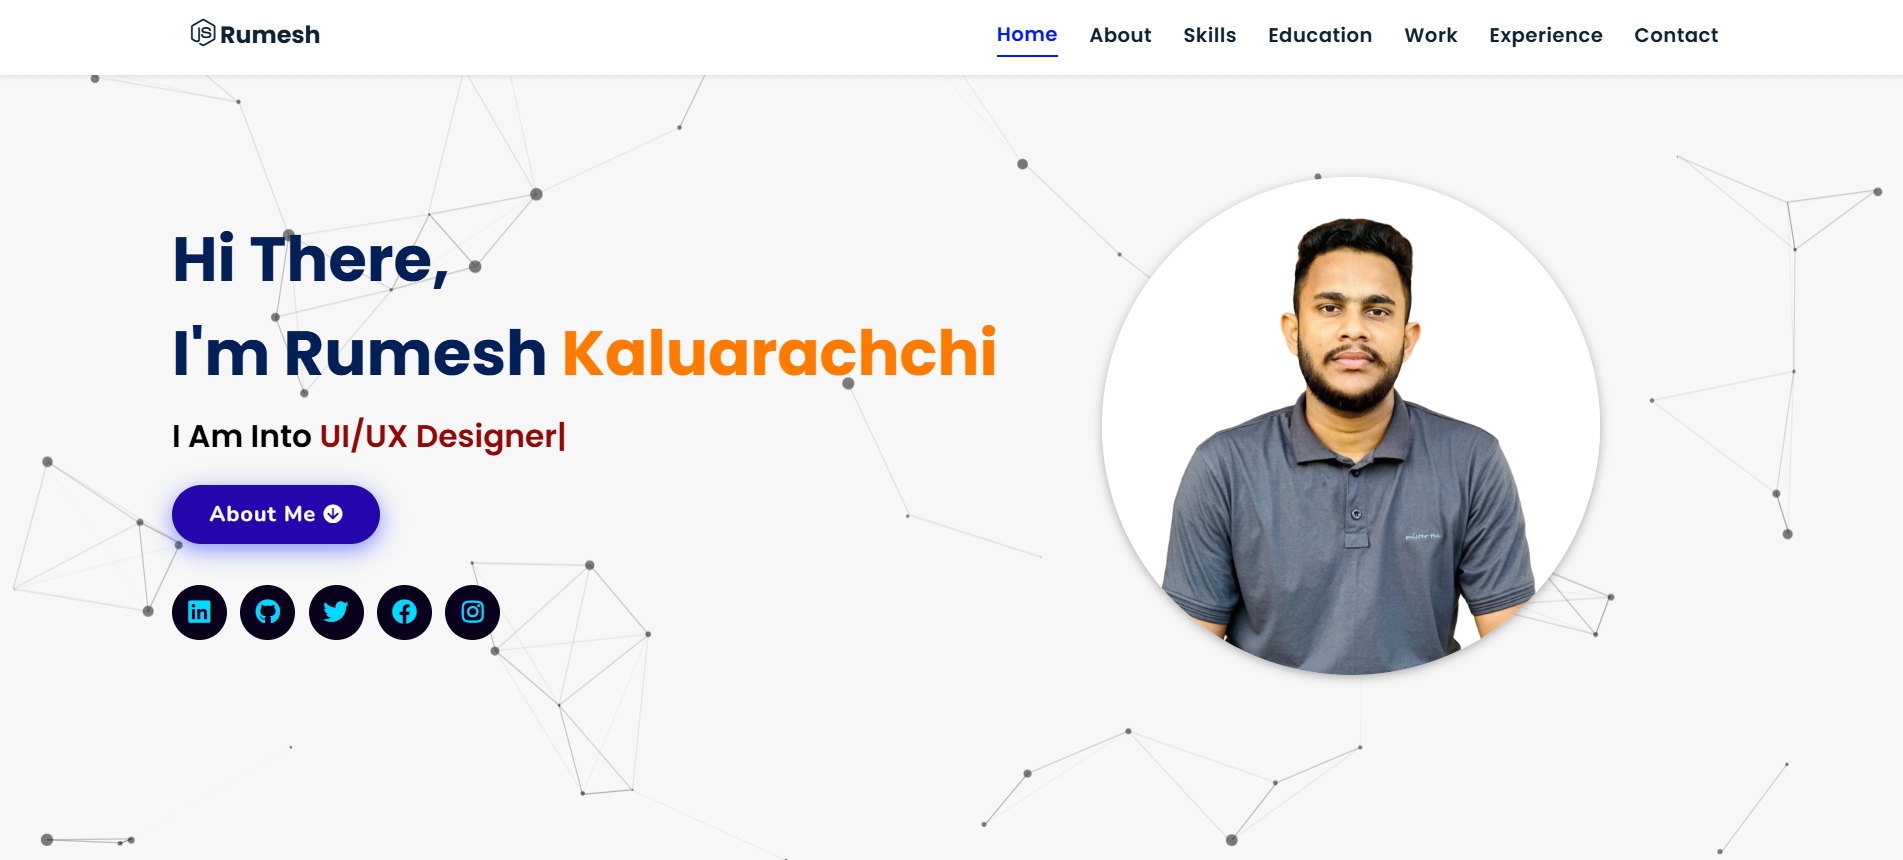 Rumesh
Home About Skills Education Work Experience Contact
Hi There,
I'm Rumesh Kaluarachchi
I Am Into UI/UX Designer|
About Me